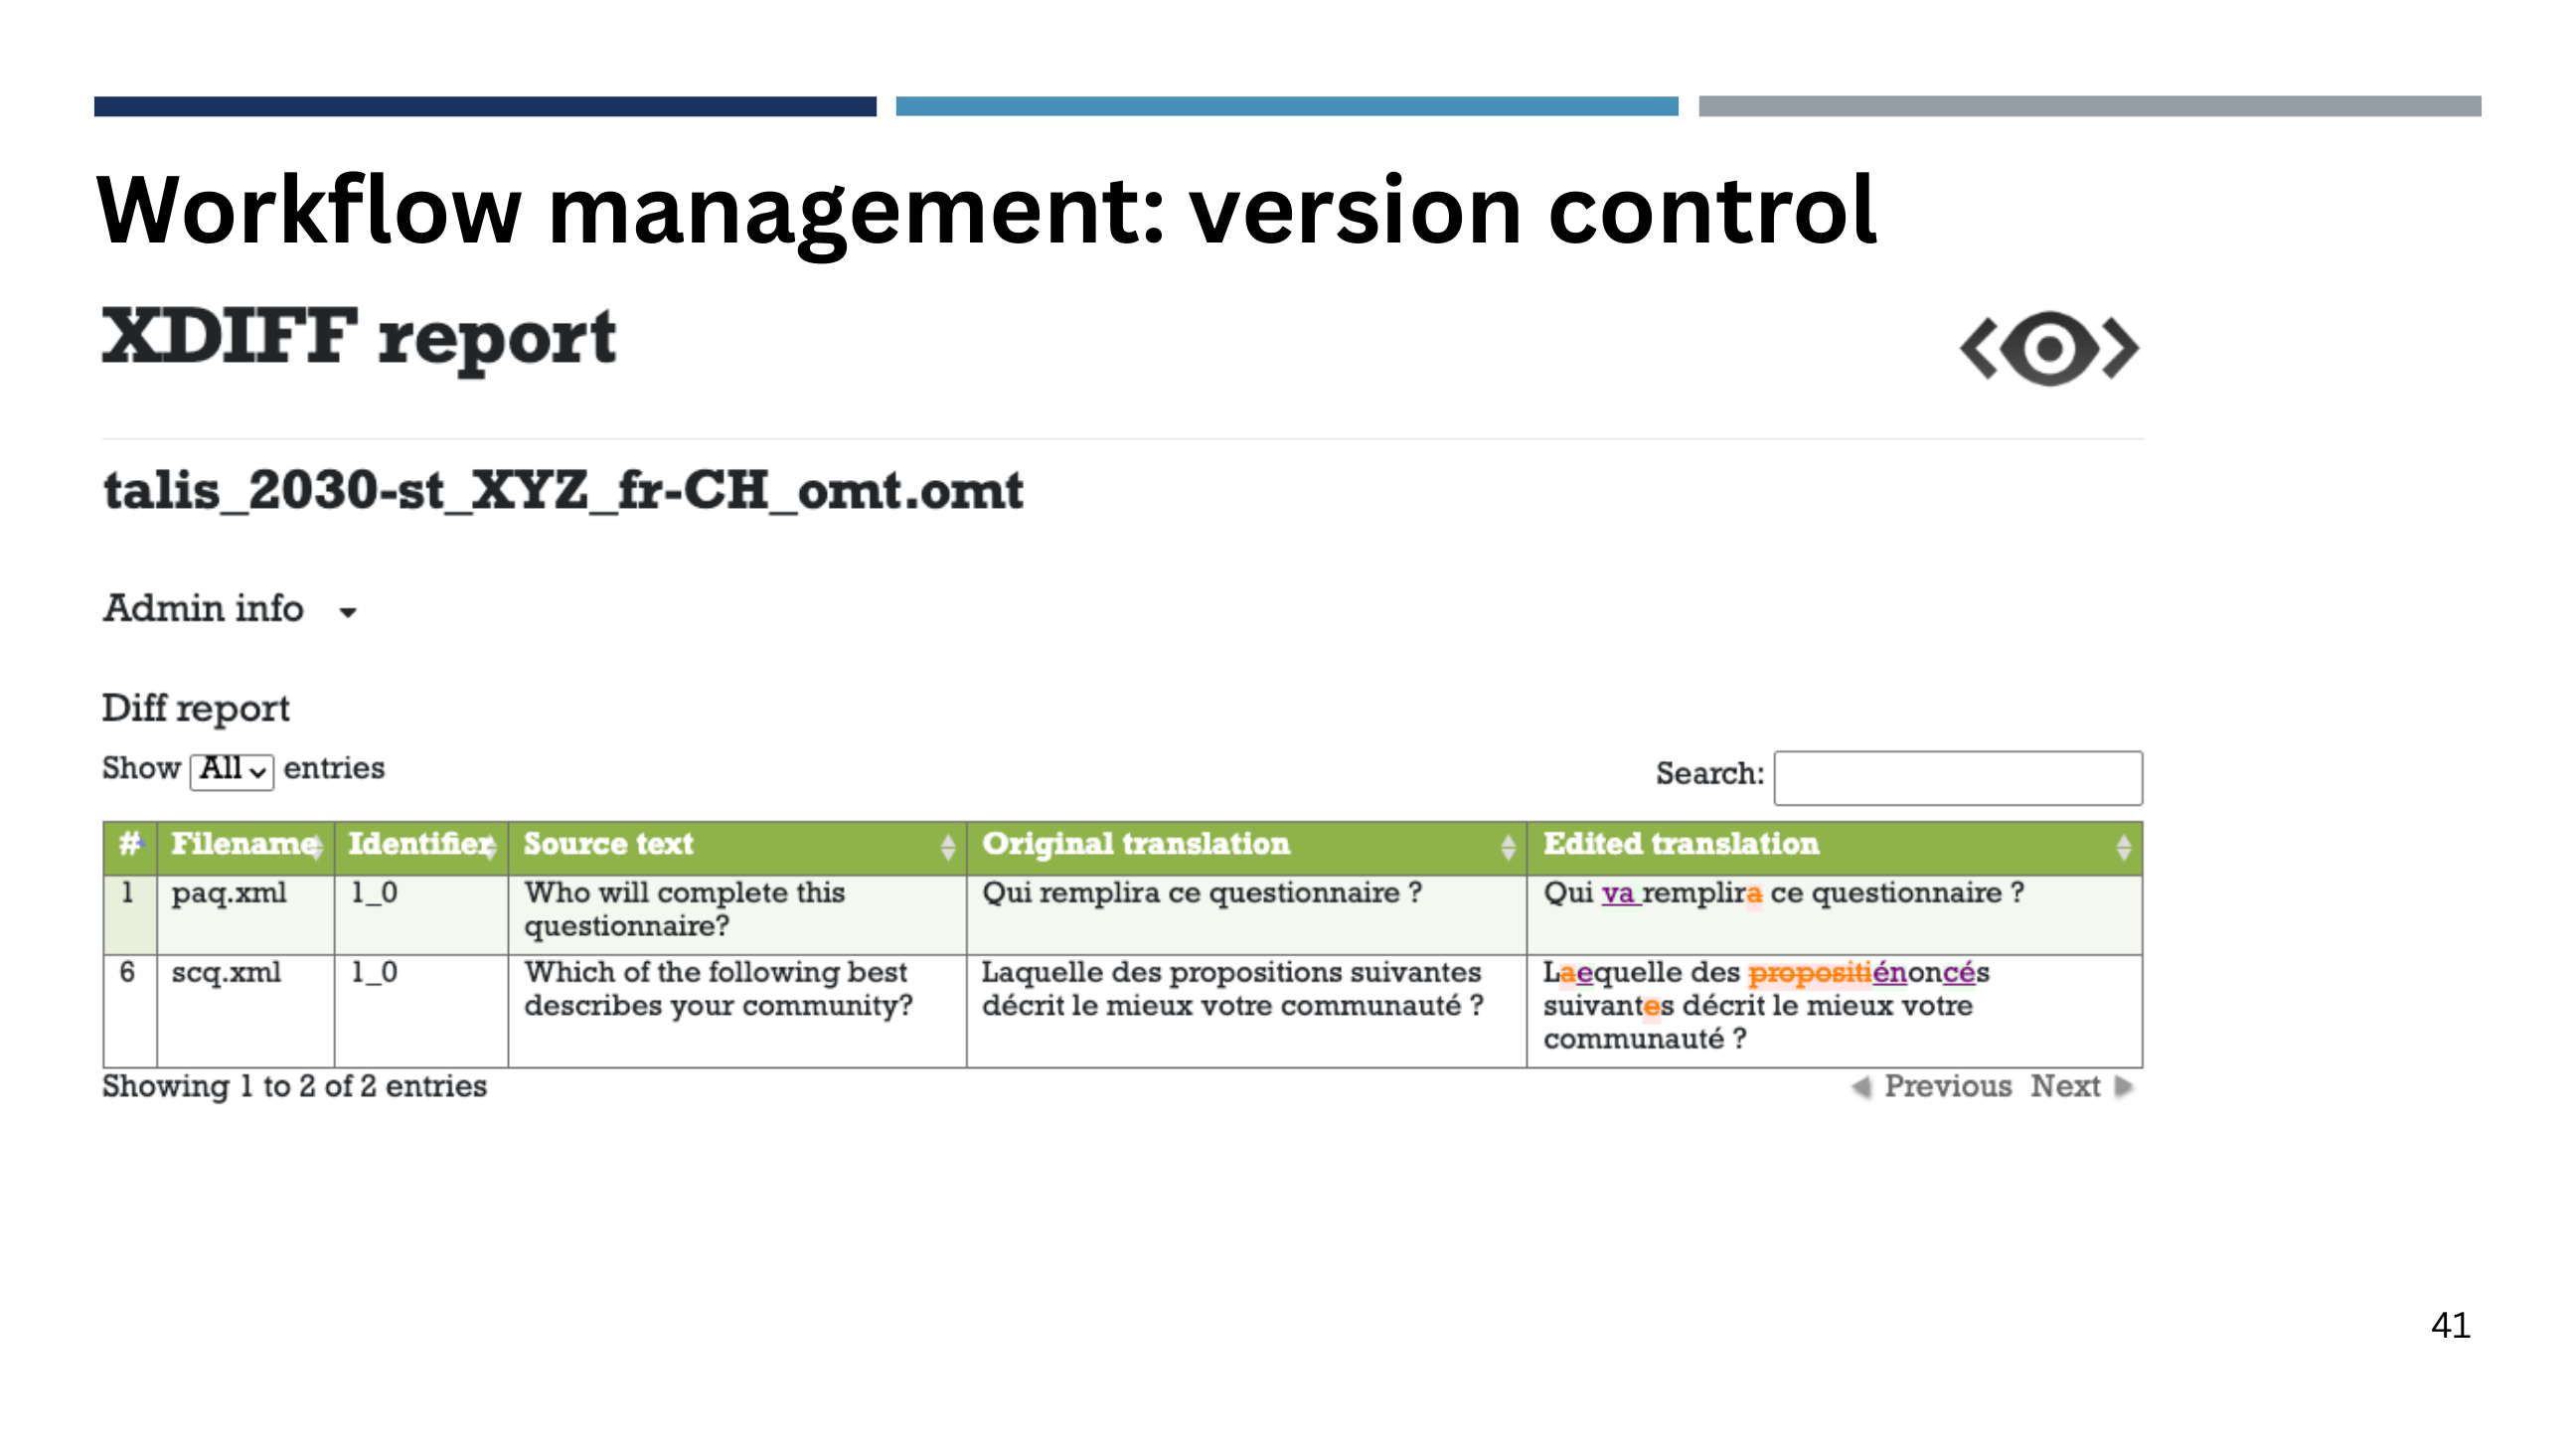 Workflow management: version control
XDIFF report
talis_2030-st_XYZ_fr-CH_omt.omt
Admin info
Diff report
Show All entries
Search:
# Filename Identifier Source text Original translation Edited translation
1 paq.xml 1_0 Who will complete this Qui remplira ce questionnaire ? Qui va remplira ce questionnaire ?
questionnaire?
6 scq.xml 1_0 Which of the following best Laquelle des propositions suivantes Laequelle des propositiénoncés
describes your community? décrit le mieux votre communauté ? suivantes décrit le mieux votre
communauté ?
Showing 1 to 2 of 2 entries
Previous Next
41